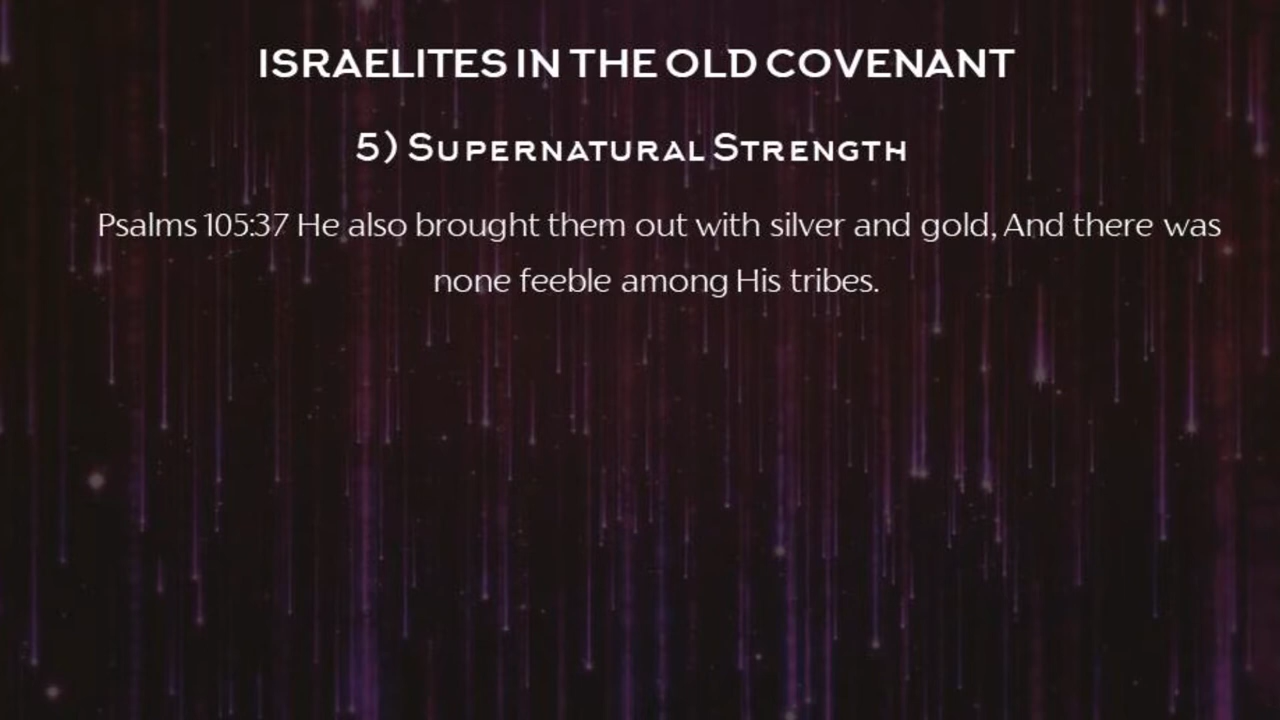 ISRAELITES IN THE OLD COVENANT
5) Supernatural Strength
Psalms 105:37 He also brought them out with silver and gold, And there was
none feeble among His tribes.